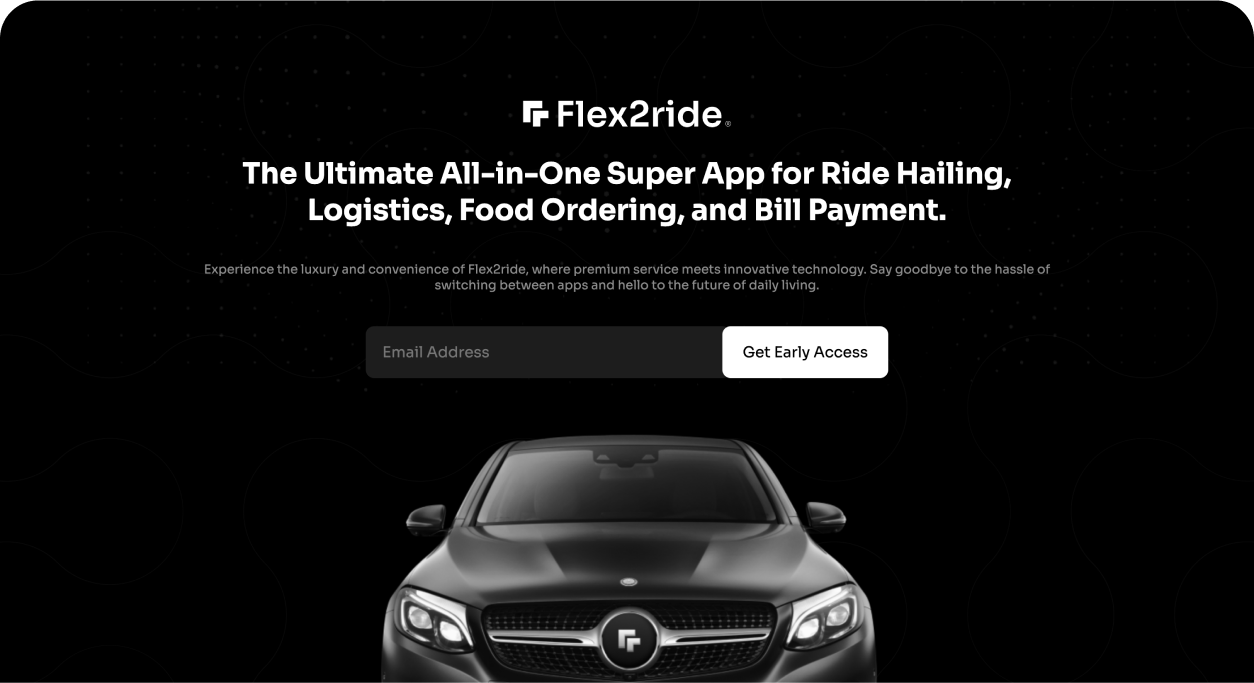 Flex2ride®
The Ultimate All-in-One Super App for Ride Hailing,
Logistics, Food Ordering, and Bill Payment.
Experience the luxury and convenience of Flex2ride, where premium service meets innovative technology. Say goodbye to the hassle of
switching between apps and hello to the future of daily living.
Email Address
Get Early Access